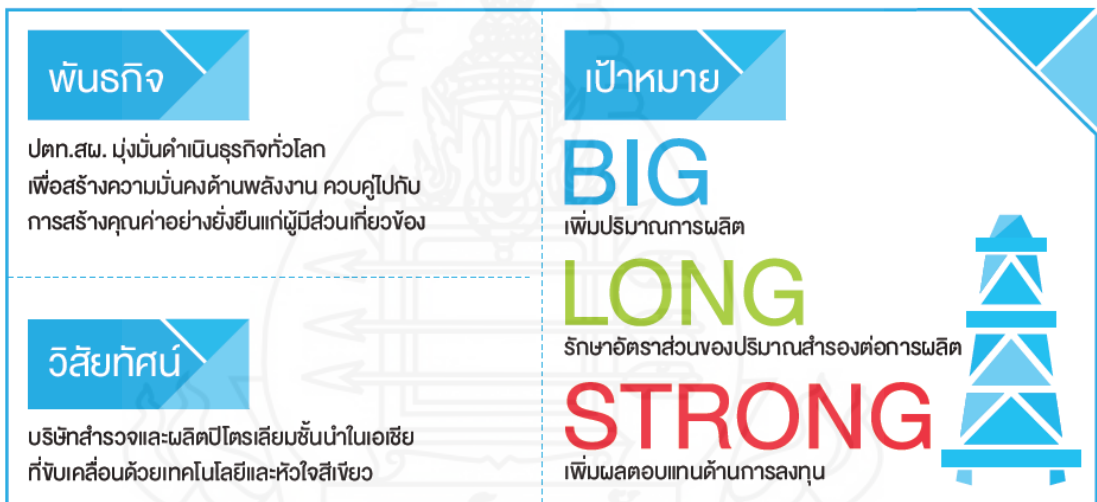 พันธกิจ
ปตท.สผ. มุ่งมั่นดำเนินธุรกิจทั่วโลก
เพื่อสร้างความมั่นคงด้านพลังงาน ควบคู่ไปกับ
การสร้างคุณค่าอย่างยั่งยืนแก่ผู้มีส่วนเกี่ยวข้อง
วิสัยทัศน์
บริษัทสำรวจและผลิตปิโตรเลียมชั้นนำในเอเชีย
ที่ขับเคลื่อนด้วยเทคโนโลยีและหัวใจสีเขียว
เป้าหมาย
BIG
เพิ่มปริมาณการผลิต
LONG
รักษาอัตราส่วนของปริมาณสำรองต่อการผลิต
STRONG
เพิ่มผลตอบแทนด้านการลงทุน